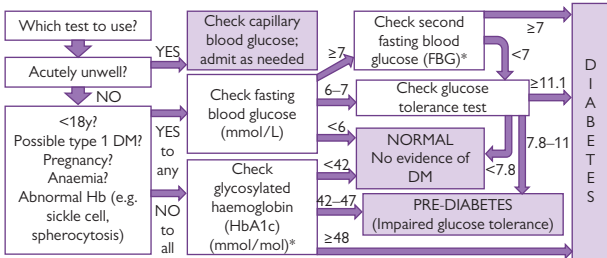 Which test to use?
Acutely unwell?
YES
NO
Check capillary
blood glucose;
admit as needed
<18y?
Possible type 1 DM?
Pregnancy?
Anaemia?
Abnormal Hb (e.g.
sickle cell,
spherocytosis)
YES
to
any
NO
to
all
Check fasting
blood glucose
(mmol/L)
≥7
6–7
<6
Check second
fasting blood
glucose (FBG)*
≥7
<7
Check glucose
tolerance test
≥11.1
7.8–11
<7.8
NORMAL
No evidence of
DM
Check
glycosylated
haemoglobin
(HbA1c)
(mmol/mol)*
<42
42–47
≥48
PRE-DIABETES
(Impaired glucose tolerance)
D
I
A
B
E
T
E
S